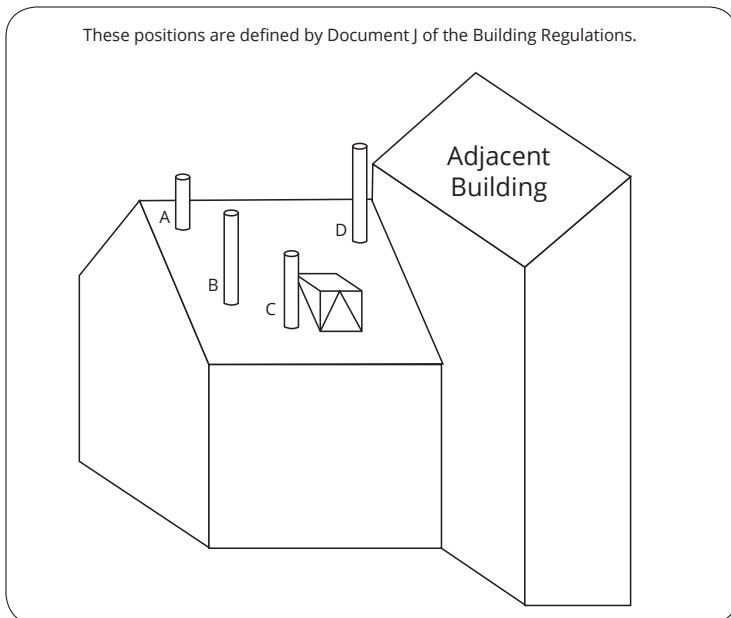 These positions are defined by Document J of the Building Regulations.
Adjacent
Building
A
D
B
C